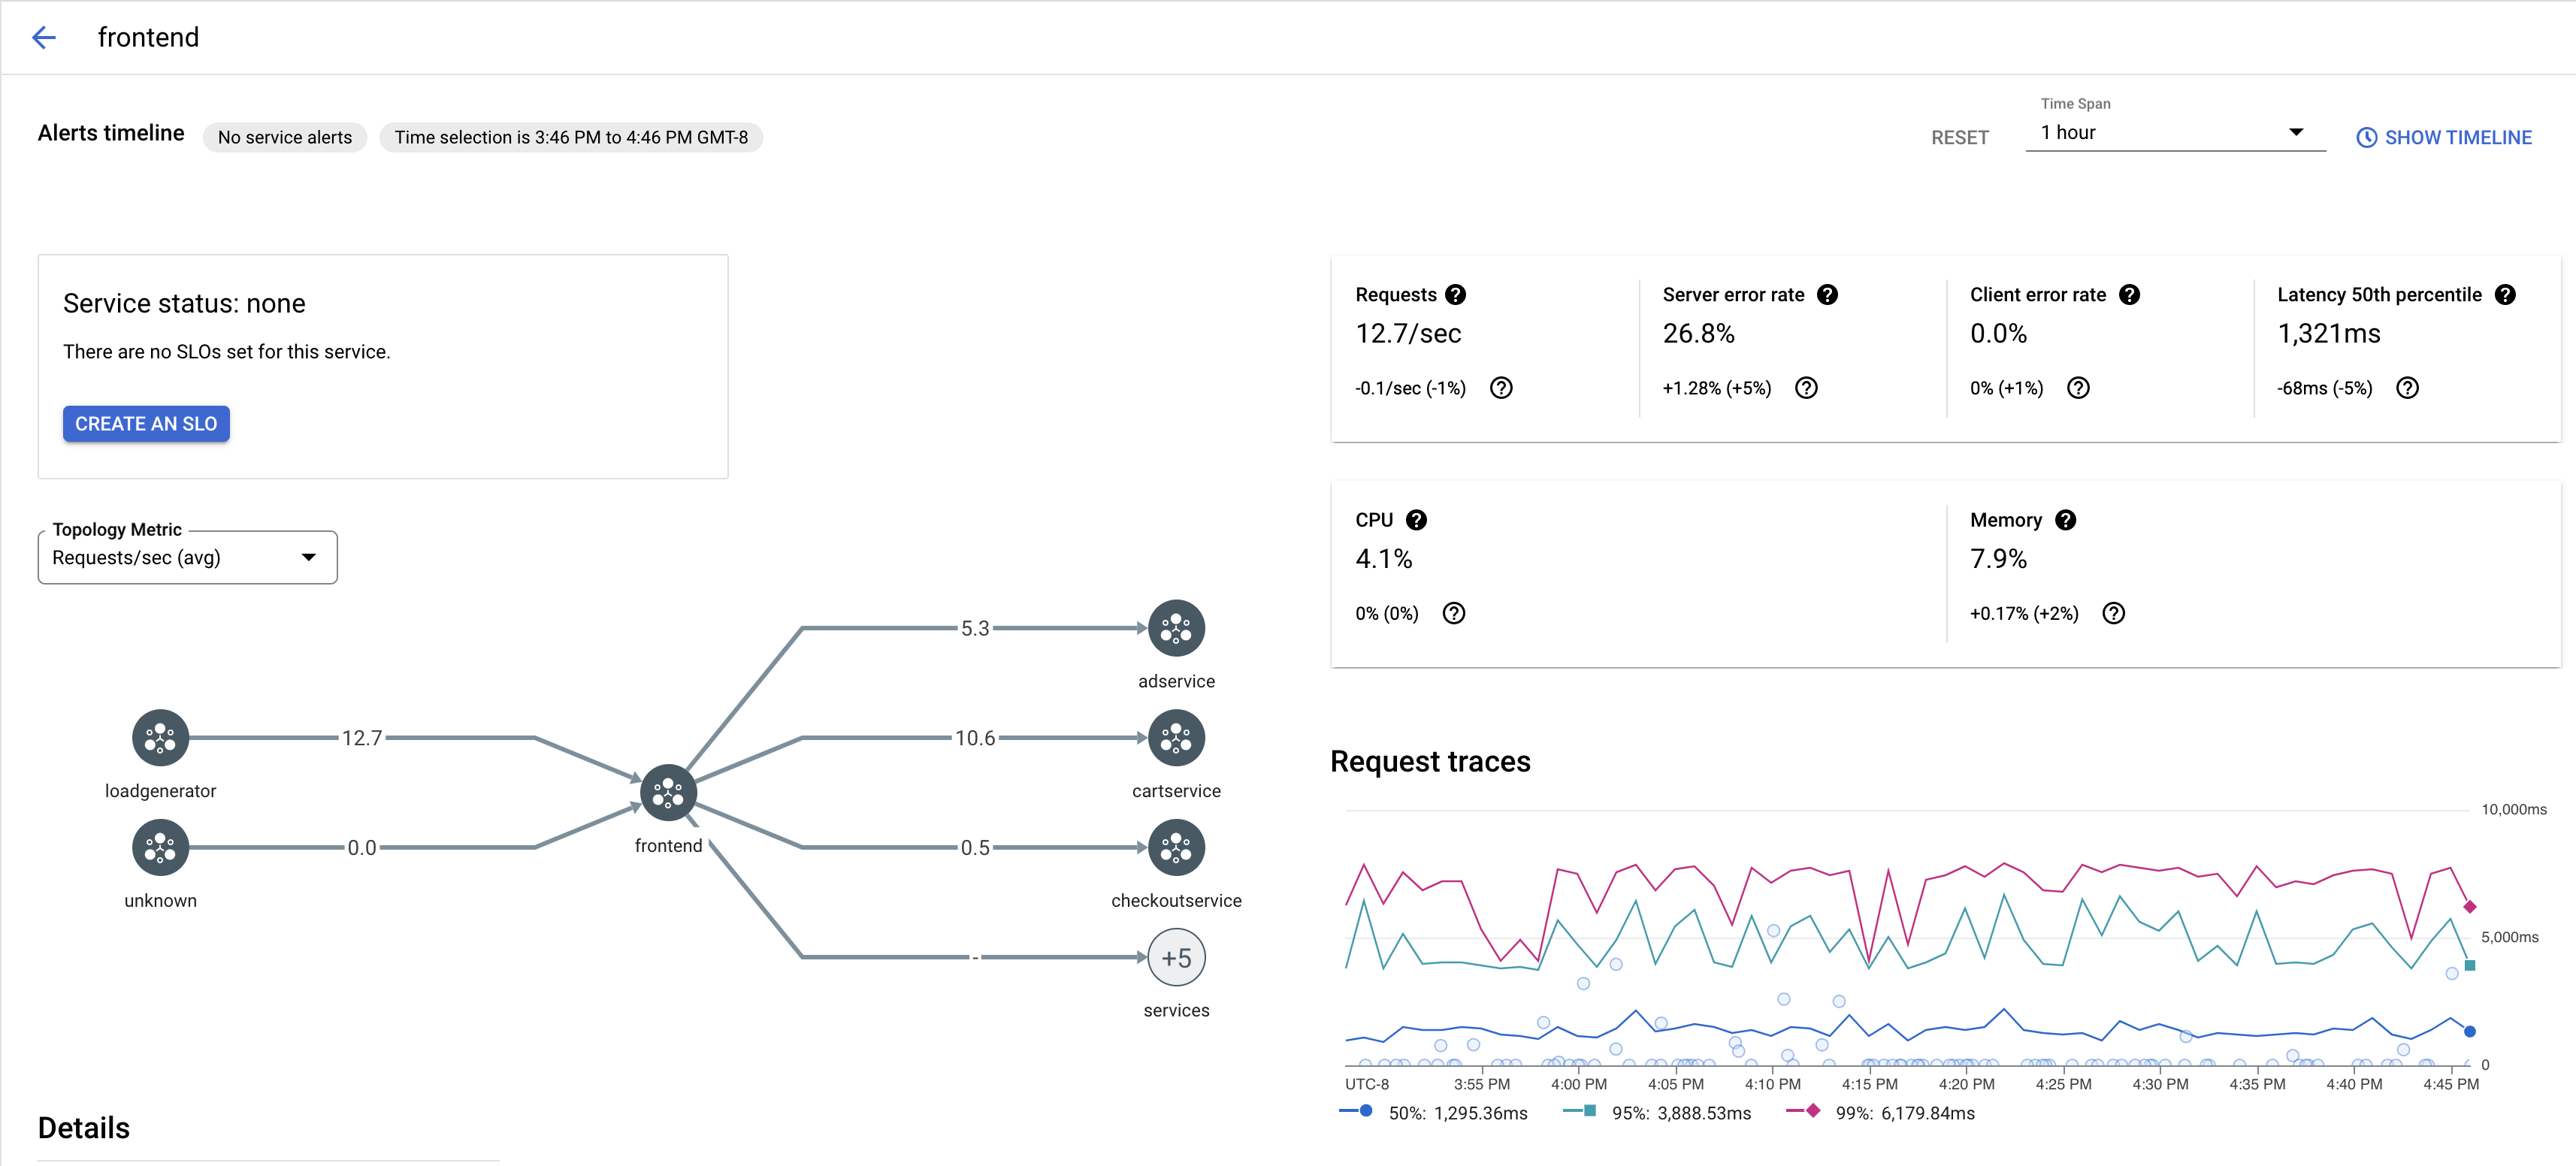 frontend
Alerts timeline
No service alerts
Time selection is 3:46 PM to 4:46 PM GMT-8
RESET
Time Span
1 hour
SHOW TIMELINE
Service status: none
There are no SLOs set for this service.
CREATE AN SLO
Topology Metric
Requests/sec (avg)
12.7
loadgenerator
0.0
unknown
frontend
5.3
adservice
10.6
cartservice
0.5
checkoutservice
-
+5
services
Details
Requests ?
12.7/sec
-0.1/sec (-1%) ?
Server error rate ?
26.8%
+1.28% (+5%) ?
Client error rate ?
0.0%
0% (+1%) ?
Latency 50th percentile ?
1,321ms
-68ms (-5%) ?
CPU ?
4.1%
0% (0%) ?
Memory ?
7.9%
+0.17% (+2%) ?
Request traces
10,000ms
5,000ms
0
UTC-8 3:55 PM 4:00 PM 4:05 PM 4:10 PM 4:15 PM 4:20 PM 4:25 PM 4:30 PM 4:35 PM 4:40 PM 4:45 PM
50%: 1,295.36ms 95%: 3,888.53ms 99%: 6,179.84ms